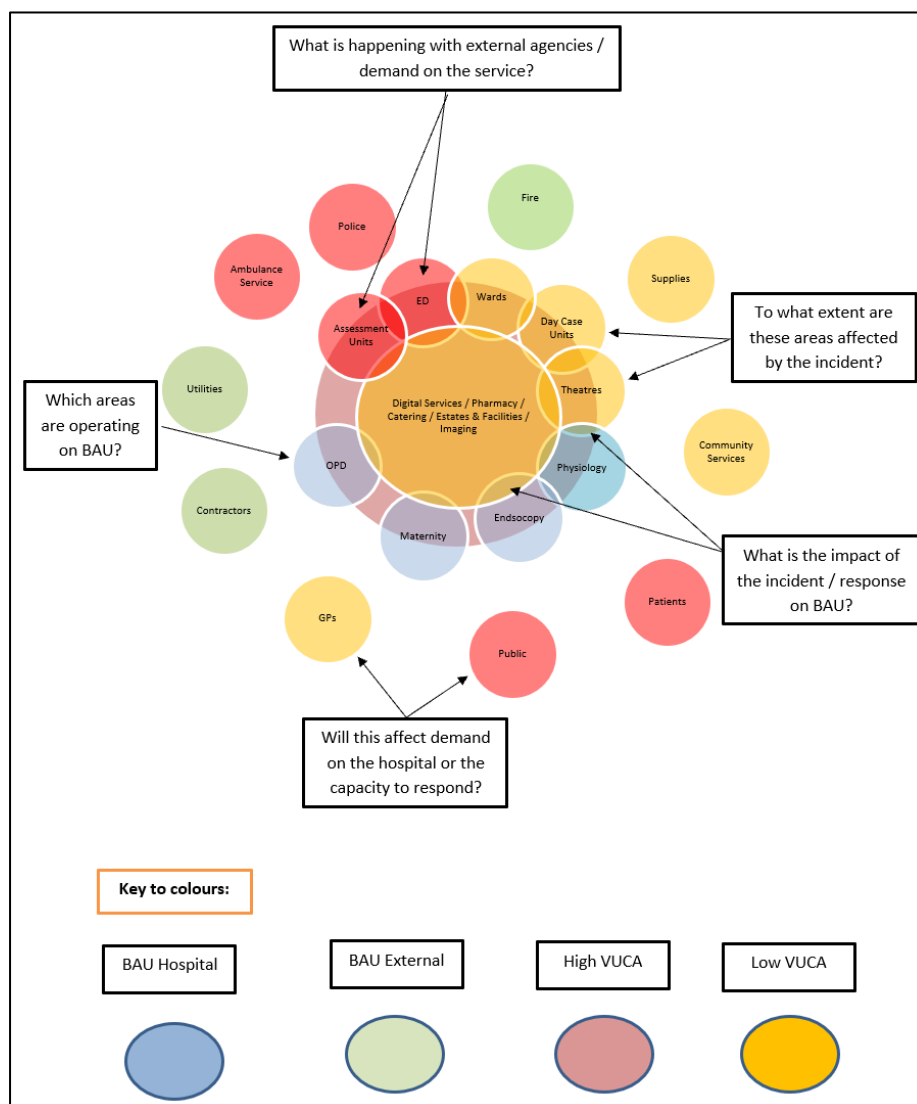 What is happening with external agencies /
demand on the service?
Fire
Police
Ambulance
Service
Supplies
ED
Wards
Assessment
Units
Day Case
Units
To what extent are
these areas affected
by the incident?
Utilities
Theatres
Which areas
are operating
on BAU?
Digital Services / Pharmacy /
Catering / Estates & Facilities /
Imaging
Community
Services
OPD
Physiology
Contractors
Maternity
Endsocopy
What is the impact of
the incident / response
on BAU?
Patients
GPs
Public
Will this affect demand
on the hospital or the
capacity to respond?
Key to colours:
BAU Hospital
BAU External
High VUCA
Low VUCA